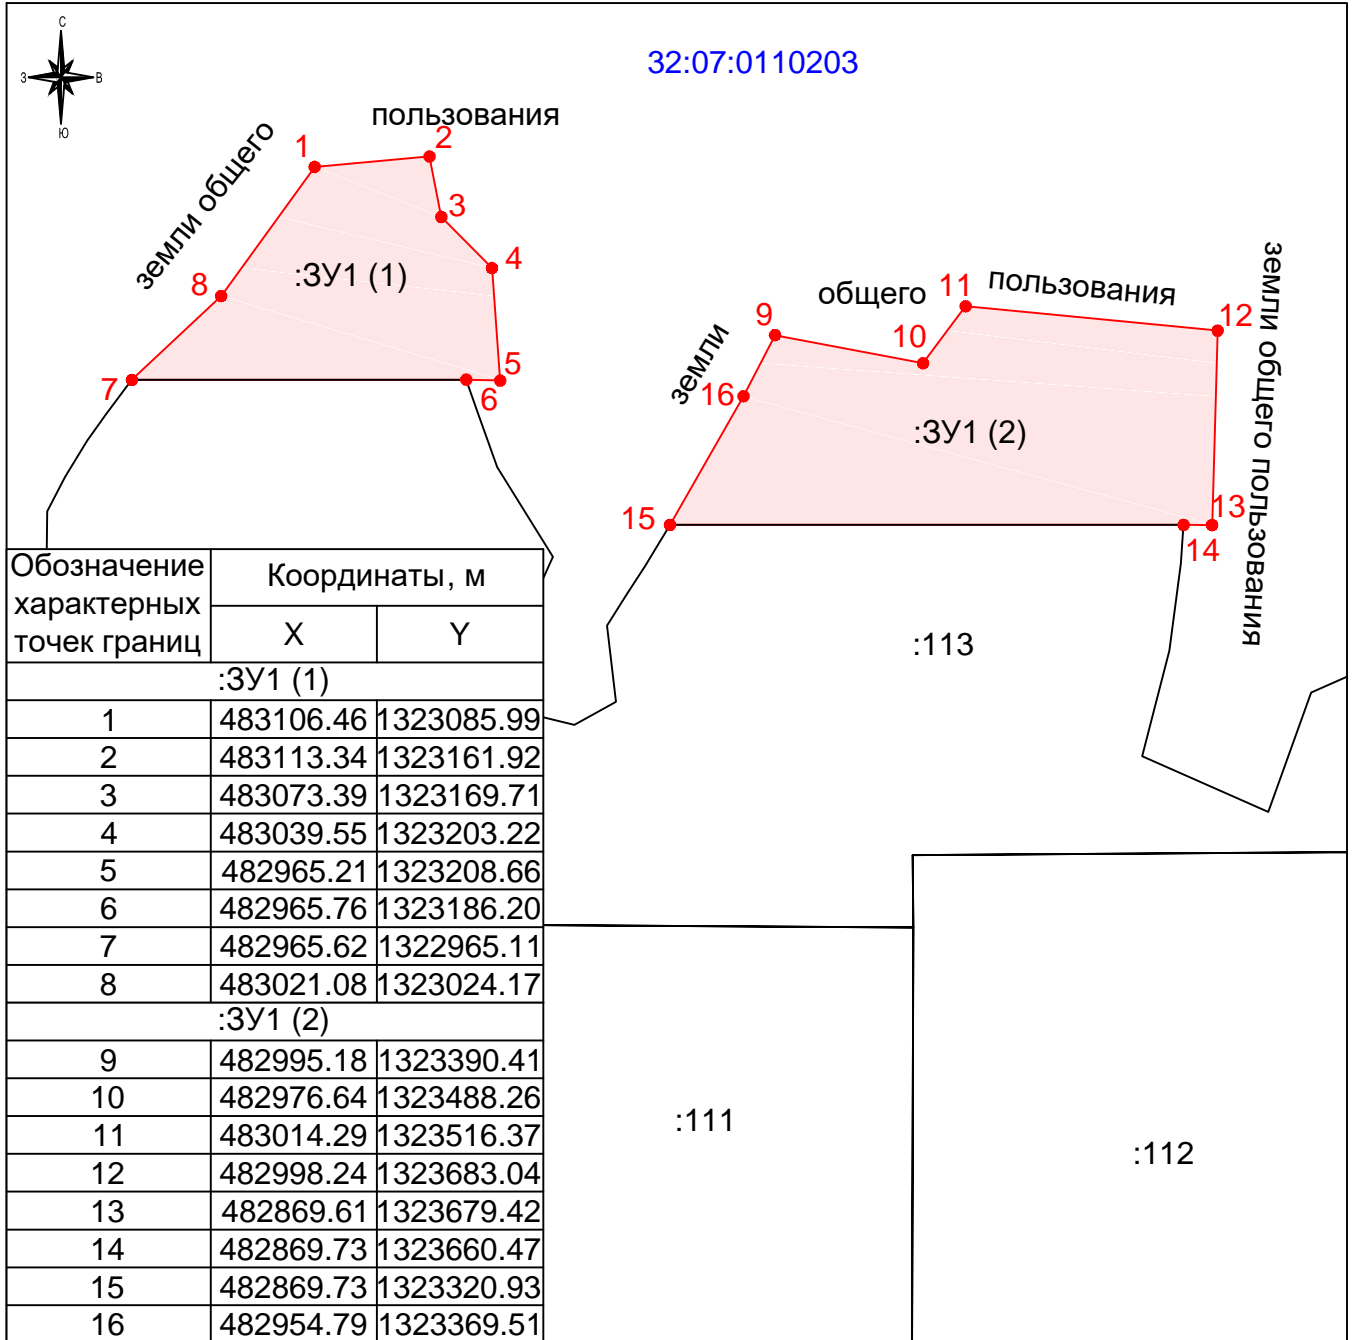 С
З В
Ю
32:07:0110203
земли общего
пользования
1
2
3
4
5
6
7
8
:ЗУ1 (1)
земли
общего
пользования
земли общего пользования
9
10
11
12
13
14
15
16
:ЗУ1 (2)
:113
:111
:112
Обозначение характерных точек границ
Координаты, м
X Y
:ЗУ1 (1)
1 483106.46 1323085.99
2 483113.34 1323161.92
3 483073.39 1323169.71
4 483039.55 1323203.22
5 482965.21 1323208.66
6 482965.76 1323186.20
7 482965.62 1322965.11
8 483021.08 1323024.17
:ЗУ1 (2)
9 482995.18 1323390.41
10 482976.64 1323488.26
11 483014.29 1323516.37
12 482998.24 1323683.04
13 482869.61 1323679.42
14 482869.73 1323660.47
15 482869.73 1323320.93
16 482954.79 1323369.51